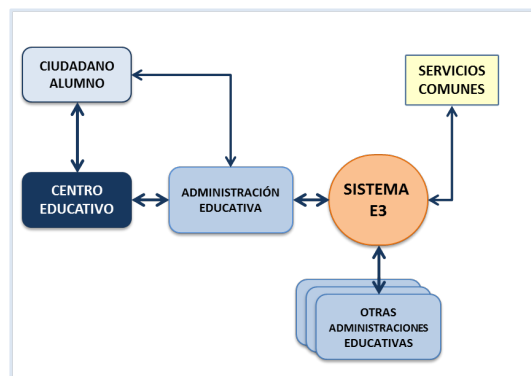 CIUDADANO
ALUMNO
SERVICIOS
COMUNES
CENTRO
EDUCATIVO
ADMINISTRACIÓN
EDUCATIVA
SISTEMA
E3
OTRAS
ADMINISTRACIONES
EDUCATIVAS